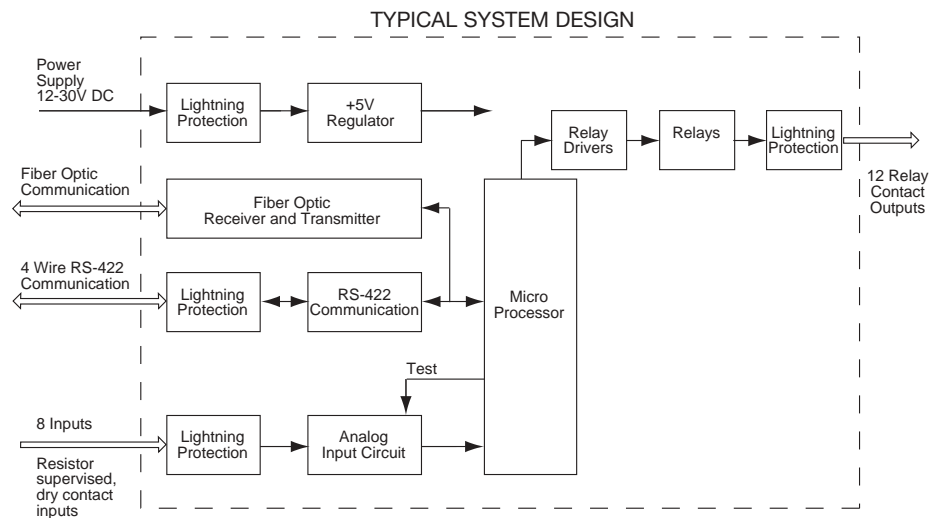 TYPICAL SYSTEM DESIGN
Power
Supply
12-30V DC
Lightning
Protection
+5V
Regulator
Relay
Drivers
Relays
Lightning
Protection
12 Relay
Contact
Outputs
Fiber Optic
Communication
Fiber Optic
Receiver and Transmitter
4 Wire RS-422
Communication
Lightning
Protection
RS-422
Communication
Micro
Processor
Test
8 Inputs
Resistor
supervised,
dry contact
inputs
Lightning
Protection
Analog
Input Circuit